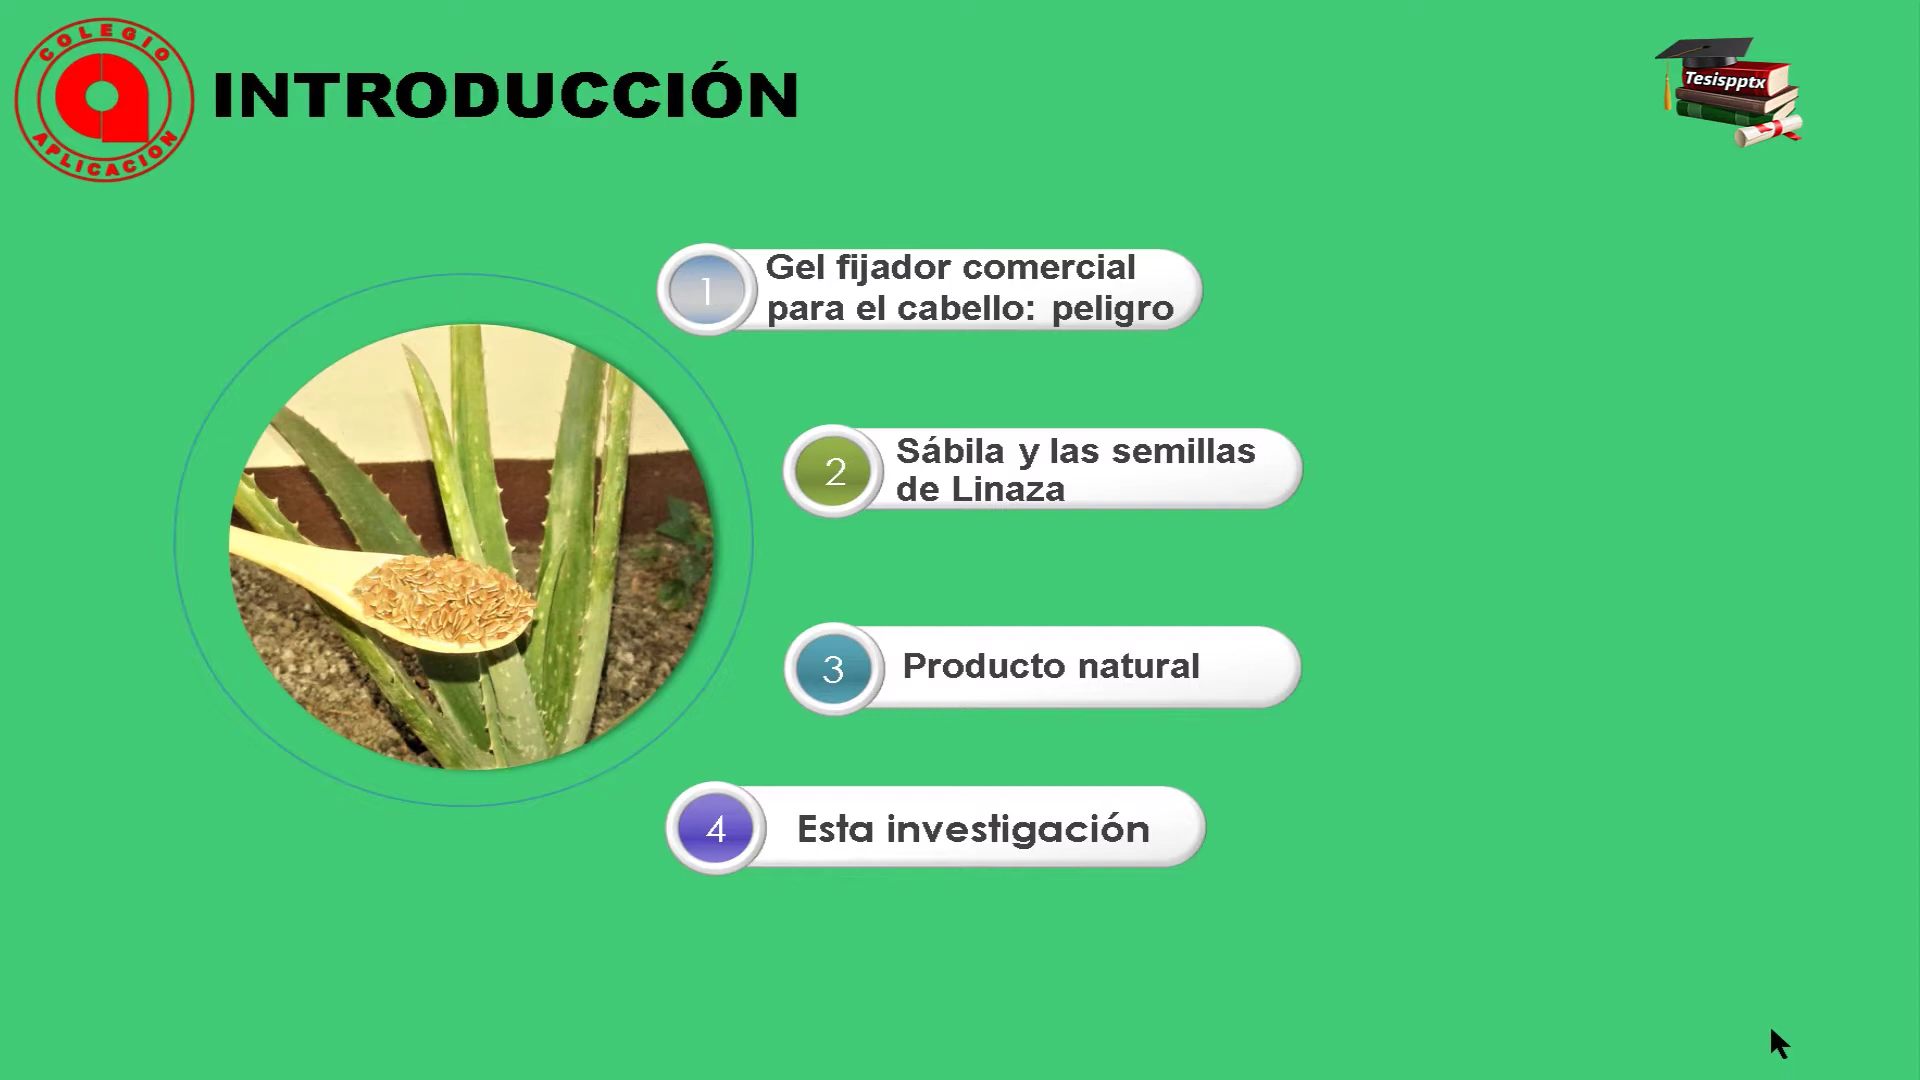 COLEGIO
APLICACION
INTRODUCCIÓN
Tesispptx
1
Gel fijador comercial
para el cabello: peligro
2
Sábila y las semillas
de Linaza
3
Producto natural
4
Esta investigación